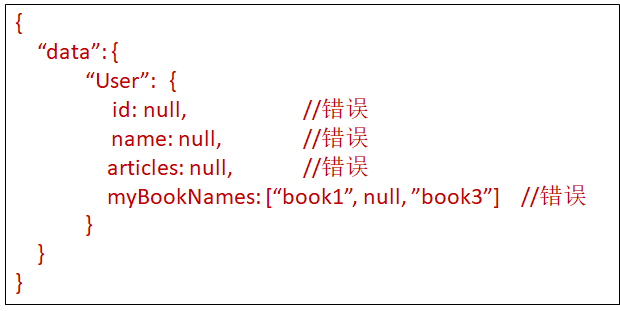 {
“data”: {
“User”: {
id: null, //错误
name: null, //错误
articles: null, //错误
myBookNames: [“book1”, null, ”book3”] //错误
}
}
}